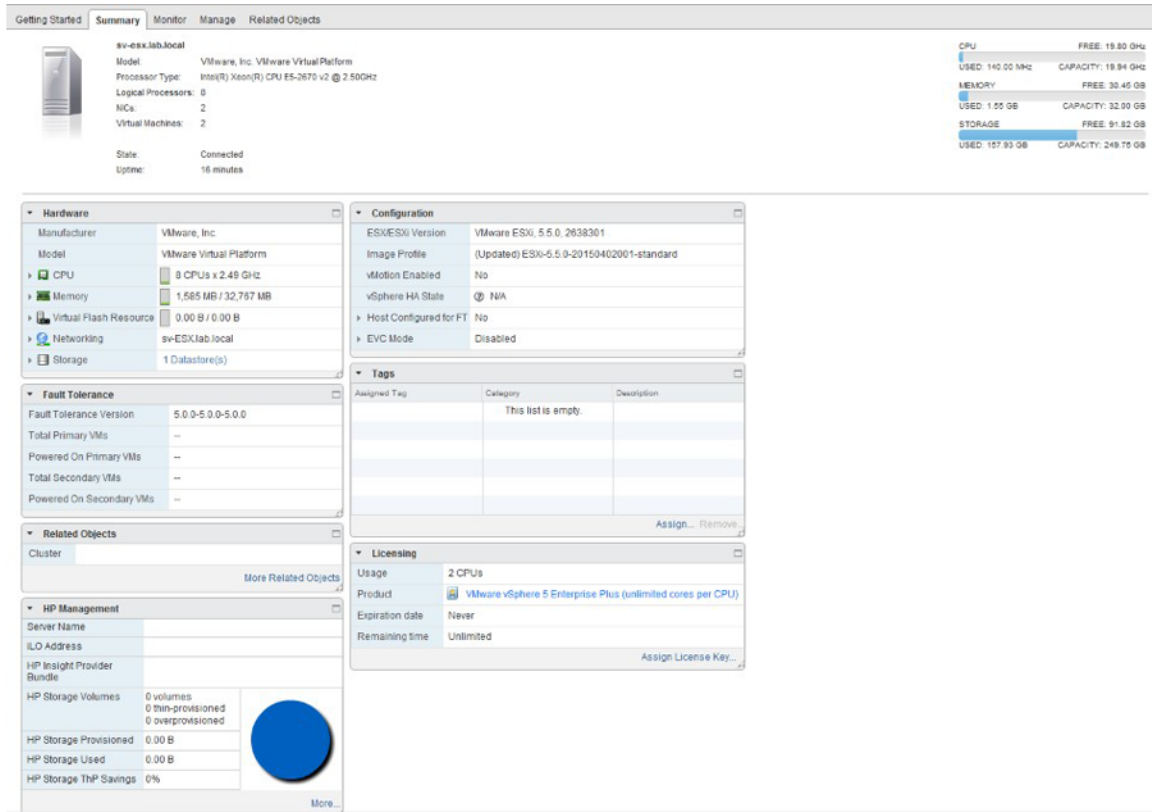 Getting Started Summary Monitor Manage Related Objects
sv-esx.lab.local
Model: VMware, Inc. VMware Virtual Platform
Processor Type: Intel(R) Xeon(R) CPU E5-2670 v2 @ 2.50GHz
Logical Processors: 8
NICs: 2
Virtual Machines: 2
State: Connected
Uptime: 16 minutes
CPU FREE: 19.80 GHz
USED: 140.00 MHz CAPACITY: 19.94 GHz
MEMORY FREE: 30.45 GB
USED: 1.55 GB CAPACITY: 32.00 GB
STORAGE FREE: 91.82 GB
USED: 157.93 GB CAPACITY: 249.75 GB
Hardware
Manufacturer VMware, Inc.
Model VMware Virtual Platform
CPU 8 CPUs x 2.49 GHz
Memory 1,585 MB / 32,767 MB
Virtual Flash Resource 0.00 B / 0.00 B
Networking sv-ESX.lab.local
Storage 1 Datastore(s)
Fault Tolerance
Fault Tolerance Version 5.0.0-5.0.0-5.0.0
Total Primary VMs --
Powered On Primary VMs --
Total Secondary VMs --
Powered On Secondary VMs --
Related Objects
Cluster
More Related Objects
HP Management
Server Name
iLO Address
HP Insight Provider
Bundle
HP Storage Volumes 0 volumes
0 thin-provisioned
0 overprovisioned
HP Storage Provisioned 0.00 B
HP Storage Used 0.00 B
HP Storage ThP Savings 0%
More...
Configuration
ESX/ESXi Version VMware ESXi, 5.5.0, 2638301
Image Profile (Updated) ESXi-5.5.0-20150402001-standard
vMotion Enabled No
vSphere HA State N/A
Host Configured for FT No
EVC Mode Disabled
Tags
Assigned Tag Category Description
This list is empty.
Assign... Remove...
Licensing
Usage 2 CPUs
Product VMware vSphere 5 Enterprise Plus (unlimited cores per CPU)
Expiration date Never
Remaining time Unlimited
Assign License Key...